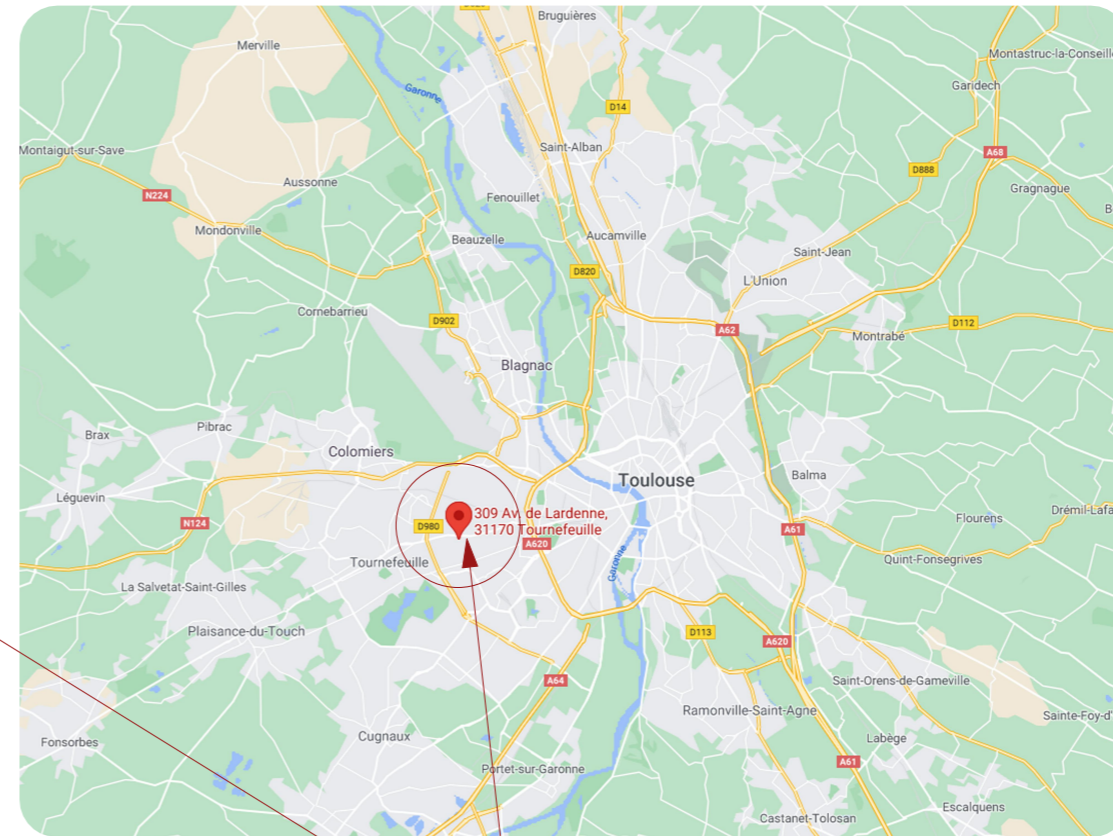 Bruguières
Merville
Montastruc-la-Conseill
Garidech
Garonne
D14
A68
Montaigut-sur-Save
Saint-Alban
D888
Aussonne
Gragnague
N224
Fenouillet
Mondonville
Beauzelle
Aucamville
Saint-Jean
D820
L'Union
Cornebarrieu
D902
A62
D112
Montrabé
Blagnac
Pibrac
Brax
Colomiers
Toulouse
Balma
Léguevin
309 Av. de Lardenne,
31170 Tournefeuille
D980
N124
A61
Flourens
Drémil-Lafa
A620
Quint-Fonsegrives
Tournefeuille
Garonne
La Salvetat-Saint-Gilles
Plaisance-du-Touch
D113
A620
A64
Saint-Orens-de-Gameville
Ramonville-Saint-Agne
Sainte-Foy-d'
Fonsorbes
Cugnaux
Labège
A61
Portet-sur-Garonne
Escalquens
Castanet-Tolosan